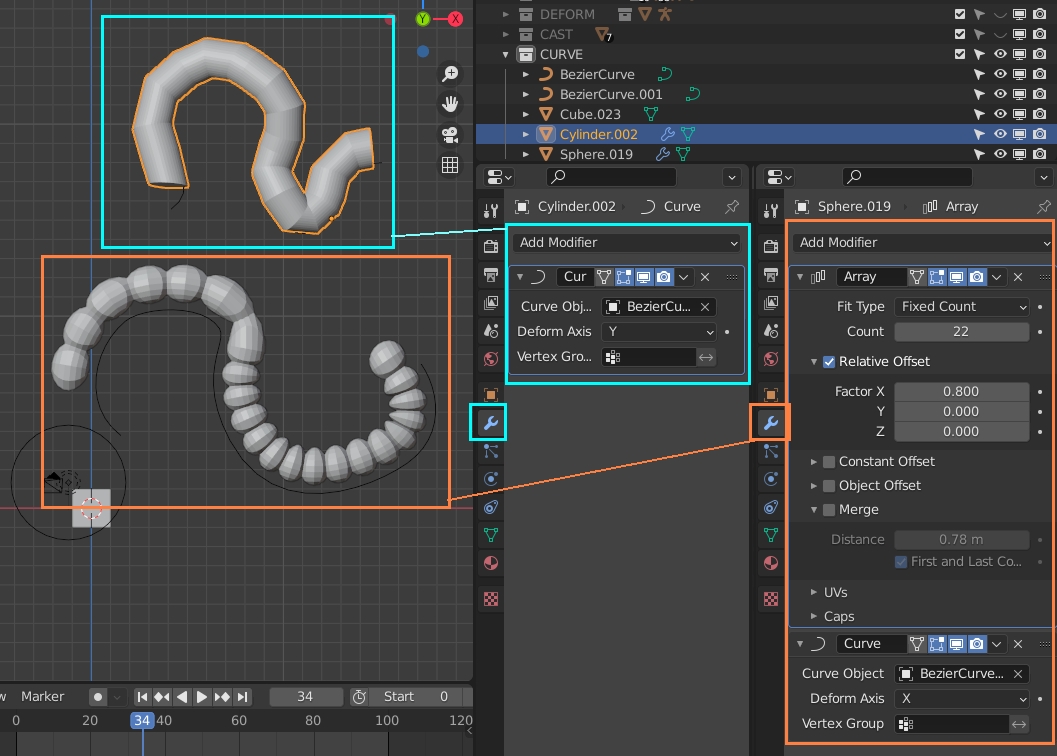 Y
X
DEFORM
CAST
7
CURVE
BezierCurve
BezierCurve.001
Cube.023
Cylinder.002
Sphere.019
Cylinder.002 Curve
Add Modifier
Cur
Curve Obj... BezierCu...
Deform Axis Y
Vertex Gro...
Sphere.019 Array
Add Modifier
Array
Fit Type Fixed Count
Count 22
Relative Offset
Factor X 0.800
Y 0.000
Z 0.000
Constant Offset
Object Offset
Merge
Distance 0.78 m
First and Last Co...
UVs
Caps
Curve
Curve Object BezierCurve...
Deform Axis X
Vertex Group
w Marker 34 Start 0
0 20 34 40 60 80 100 120